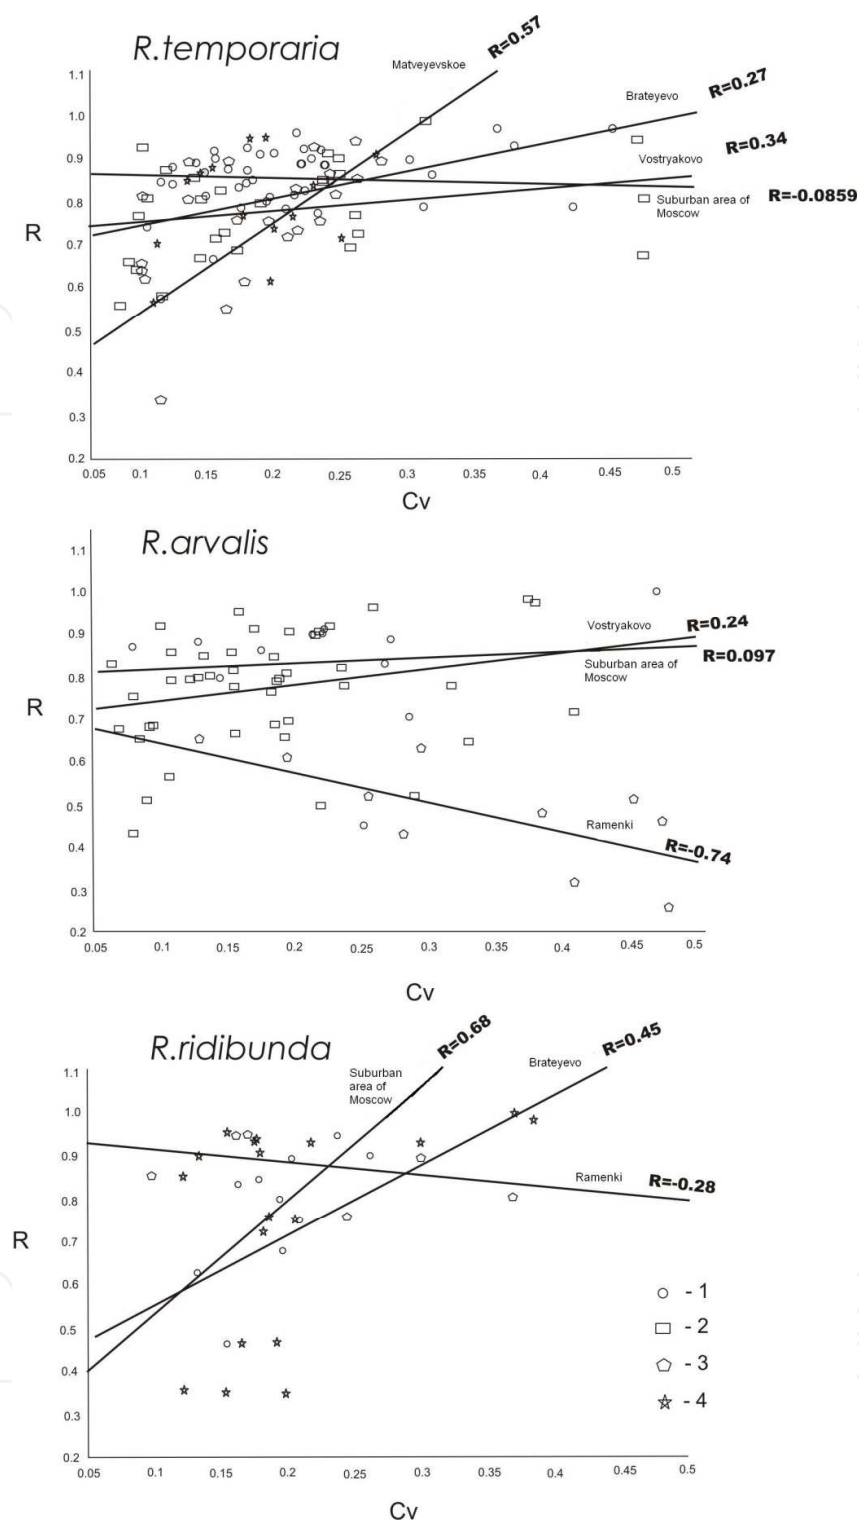 R.temporaria
Matveyevskoe
R=0.57
Brateyevo
R=0.27
Vostryakovo
R=0.34
Suburban area of
Moscow
R=-0.0859
R
1.1
1.0
0.9
0.8
0.7
0.6
0.5
0.4
0.3
0.2
0.05 0.1 0.15 0.2 0.25 0.3 0.35 0.4 0.45 0.5
Cv
R.arvalis
Vostryakovo
R=0.24
Suburban area of
Moscow
R=0.097
Ramenki
R=-0.74
R
1.1
1.0
0.9
0.8
0.7
0.6
0.5
0.4
0.3
0.2
0.05 0.1 0.15 0.2 0.25 0.3 0.35 0.4 0.45 0.5
Cv
R.ridibunda
Suburban
area of
Moscow
R=0.68
Brateyevo
R=0.45
Ramenki
R=-0.28
R
1.1
1.0
0.9
0.8
0.7
0.6
0.5
0.4
0.3
0.2
0.05 0.1 0.15 0.2 0.25 0.3 0.35 0.4 0.45 0.5
Cv
- 1
- 2
- 3
- 4